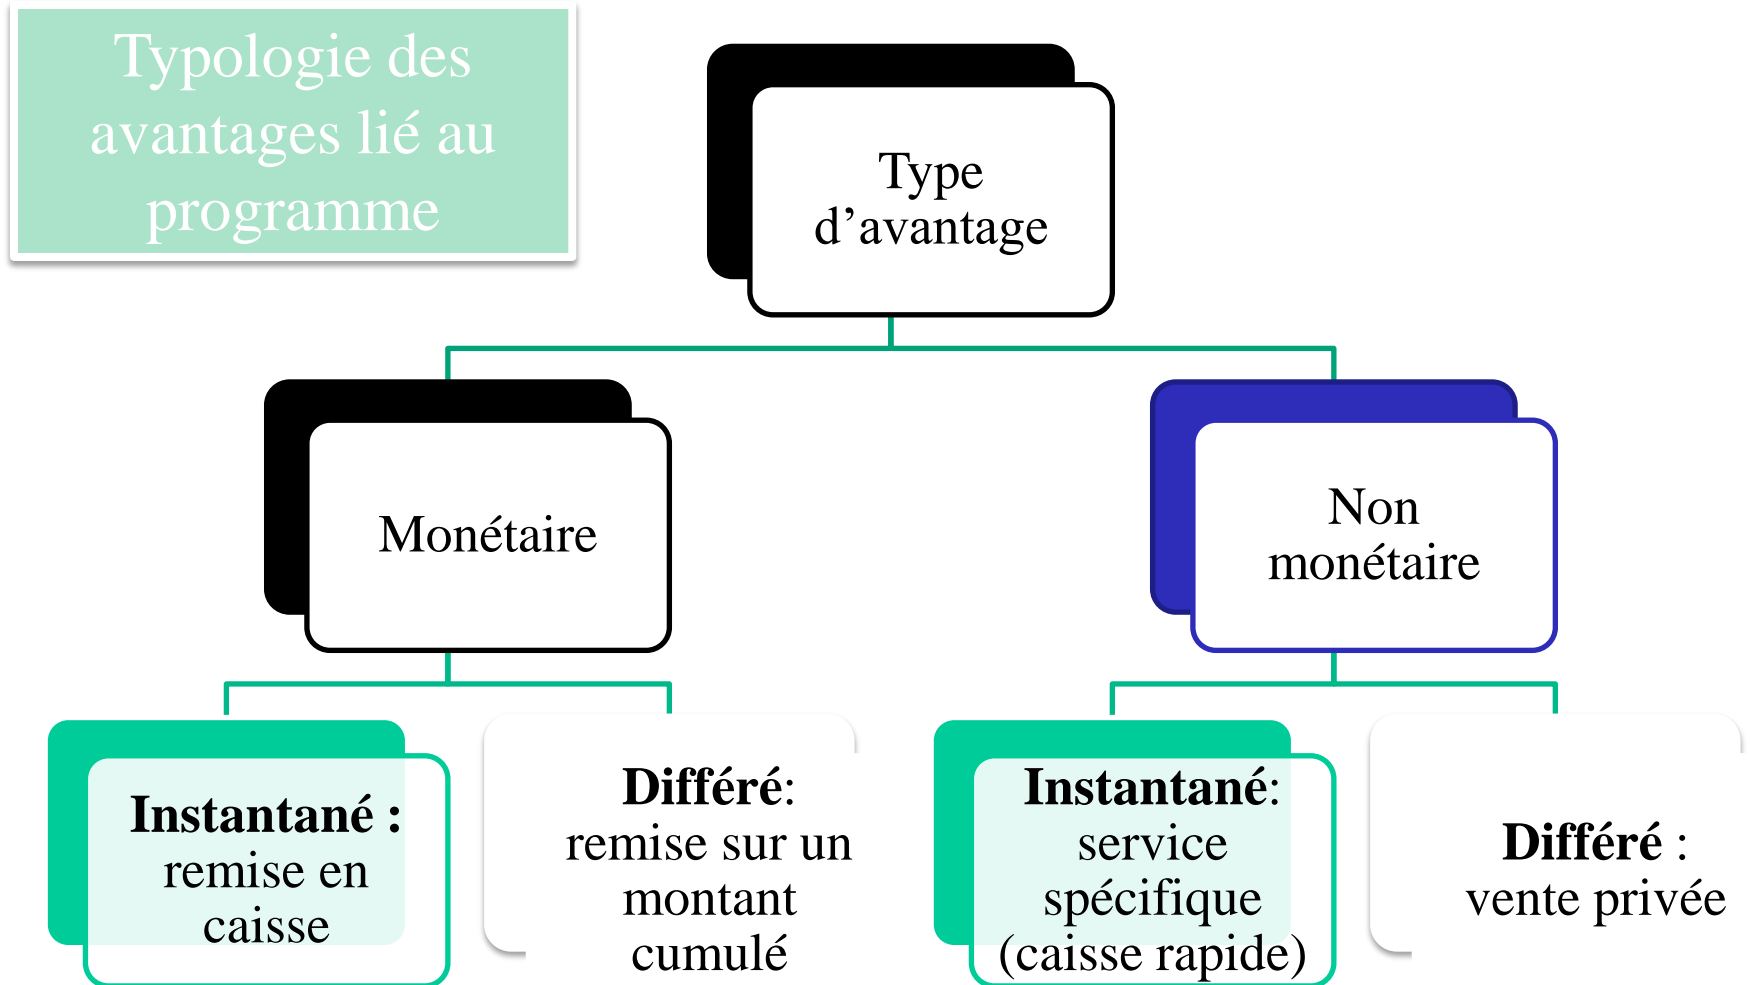 Typologie des
avantages lié au
programme
Type
d’avantage
Monétaire
Non
monétaire
Instantané :
remise en
caisse
Différé:
remise sur un
montant
cumulé
Instantané:
service
spécifique
(caisse rapide)
Différé :
vente privée